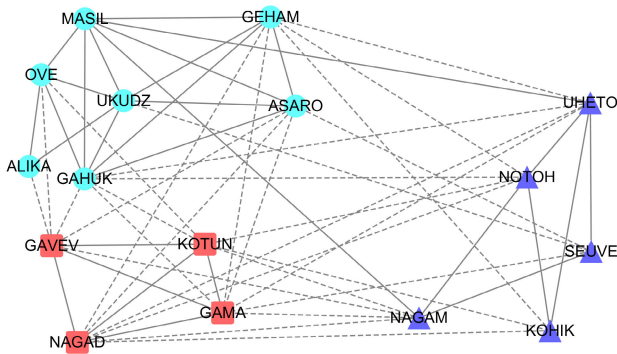 MASIL
GEHAM
OVE
UKUDZ
ASARO
UHETO
ALIKA
GAHUK
NOTOH
GAVEV
KOTUN
SEUVE
GAMA
NAGAM
KOHIK
NAGAD